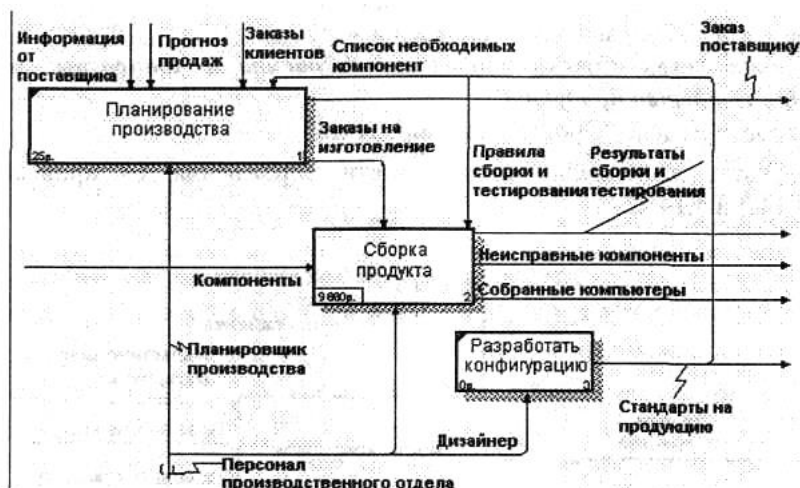 Информация
от
поставщика
Прогноз
продаж
Заказы
клиентов
Список необходимых
компонент
Заказ
поставщику
Планирование
производства
25р.
1
Заказы на
изготовление
Правила
сборки и
тестирования
Результаты
сборки и
тестирования
Сборка
продукта
9 880р.
2
Компоненты
Неисправные компоненты
Собранные компьютеры
Планировщик
производства
Разработать
конфигурацию
0р.
3
Стандарты на
продукцию
Дизайнер
Персонал
производственного отдела